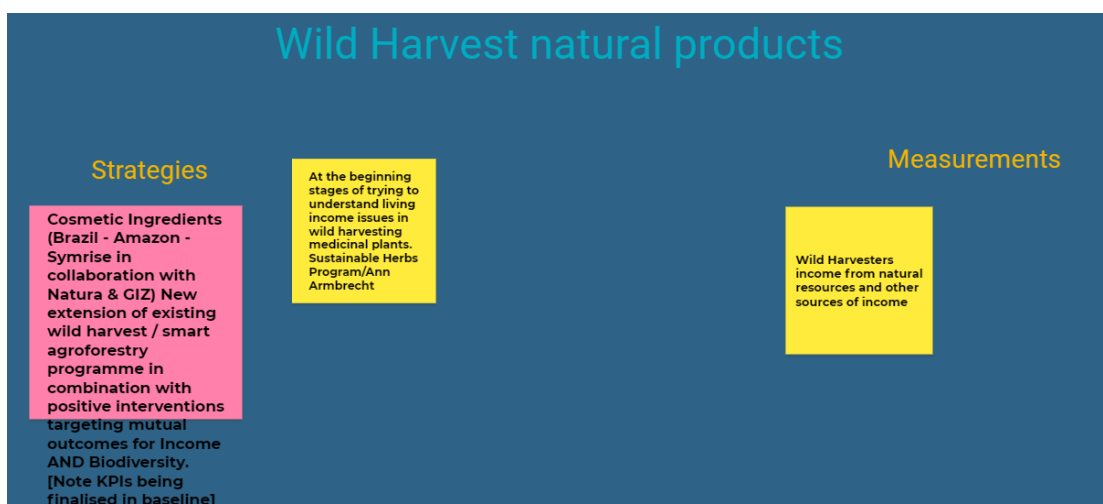 Wild Harvest natural products
Strategies
Cosmetic Ingredients
(Brazil - Amazon -
Symrise in
collaboration with
Natura & GIZ) New
extension of existing
wild harvest / smart
agroforestry
programme in
combination with
positive interventions
targeting mutual
outcomes for Income
AND Biodiversity.
[Note KPIs being
finalised in baseline]
At the beginning
stages of trying to
understand living
income issues in
wild harvesting
medicinal plants.
Sustainable Herbs
Program/Ann
Armbrecht
Measurements
Wild Harvesters
income from natural
resources and other
sources of income